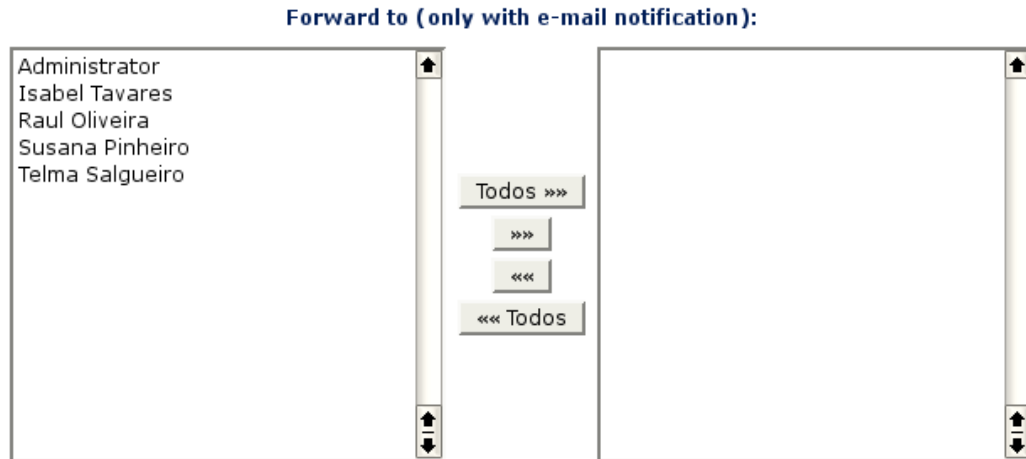 Forward to (only with e-mail notification):
Administrator
Isabel Tavares
Raul Oliveira
Susana Pinheiro
Telma Salgueiro
Todos »»
»»
««
«« Todos